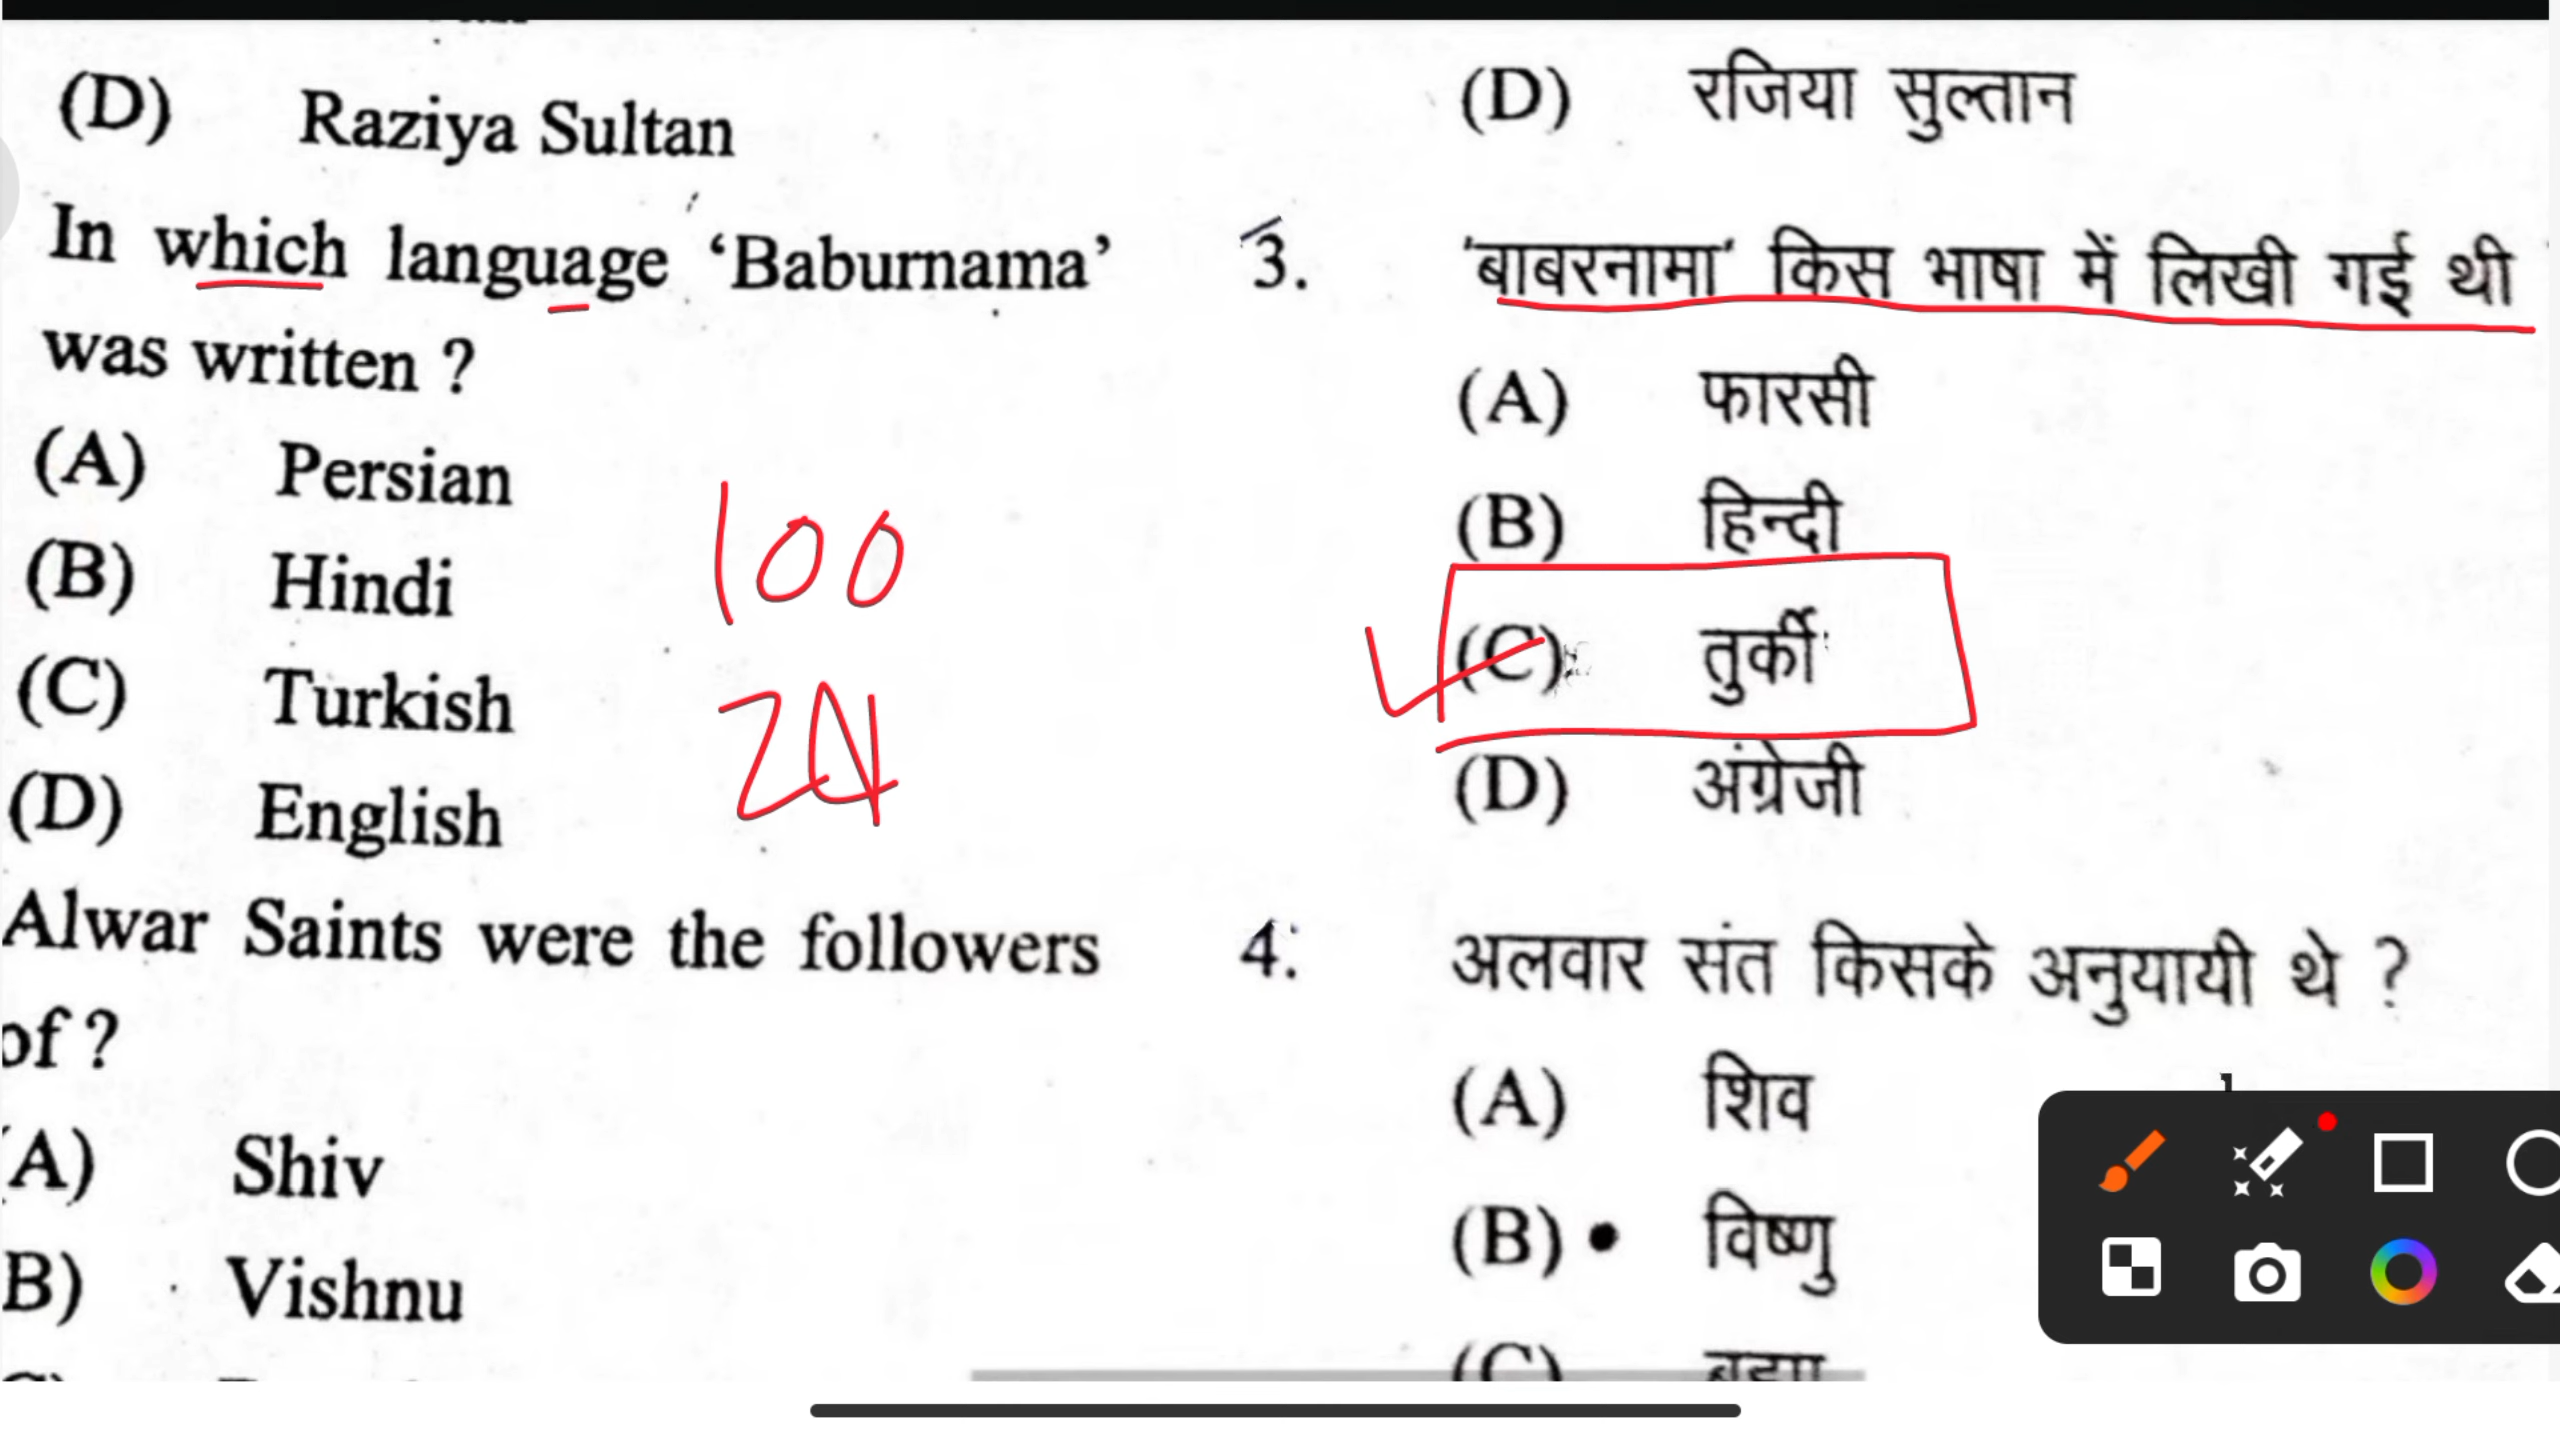 (D) Raziya Sultan
In which language ‘Baburnama’
was written ?
(A) Persian
(B) Hindi
(C) Turkish
(D) English
100
24
Alwar Saints were the followers
of ?
(A) Shiv
B) Vishnu
(D) रजिया सुल्तान
3. 'बाबरनामा' किस भाषा में लिखी गई थी
(A) फारसी
(B) हिन्दी
(C) तुर्की
(D) अंग्रेजी
4. अलवार संत किसके अनुयायी थे ?
(A) शिव
(B) • विष्णु
(C)